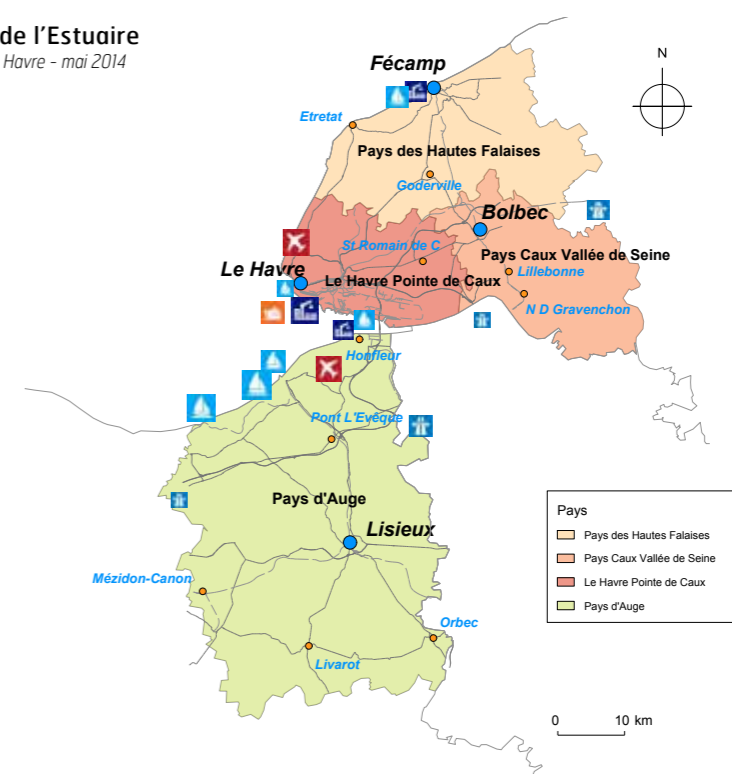 de l'Estuaire
Havre - mai 2014
N
Fécamp
Etretat
Pays des Hautes Falaises
Goderville
Bolbec
St Romain de C
Pays Caux Vallée de Seine
Le Havre
Lillebonne
Le Havre Pointe de Caux
N D Gravenchon
Honfleur
Pont L'Evêque
Pays d'Auge
Lisieux
Mézidon-Canon
Orbec
Livarot
Pays
Pays des Hautes Falaises
Pays Caux Vallée de Seine
Le Havre Pointe de Caux
Pays d'Auge
0 10 km